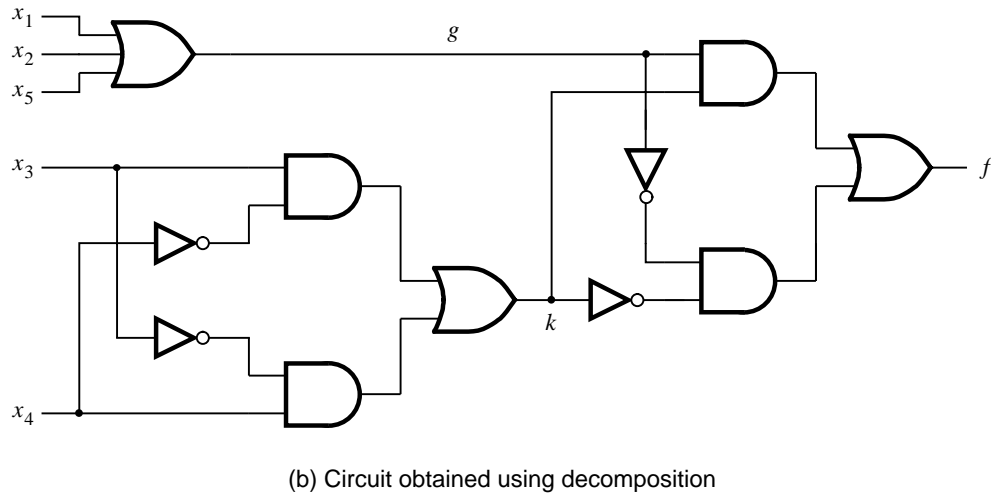 x1
x2
x5
g
x3
f
k
x4
(b) Circuit obtained using decomposition